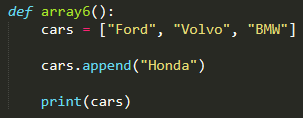 def array6():
    cars = ["Ford", "Volvo", "BMW"]
    cars.append("Honda")
    print(cars)